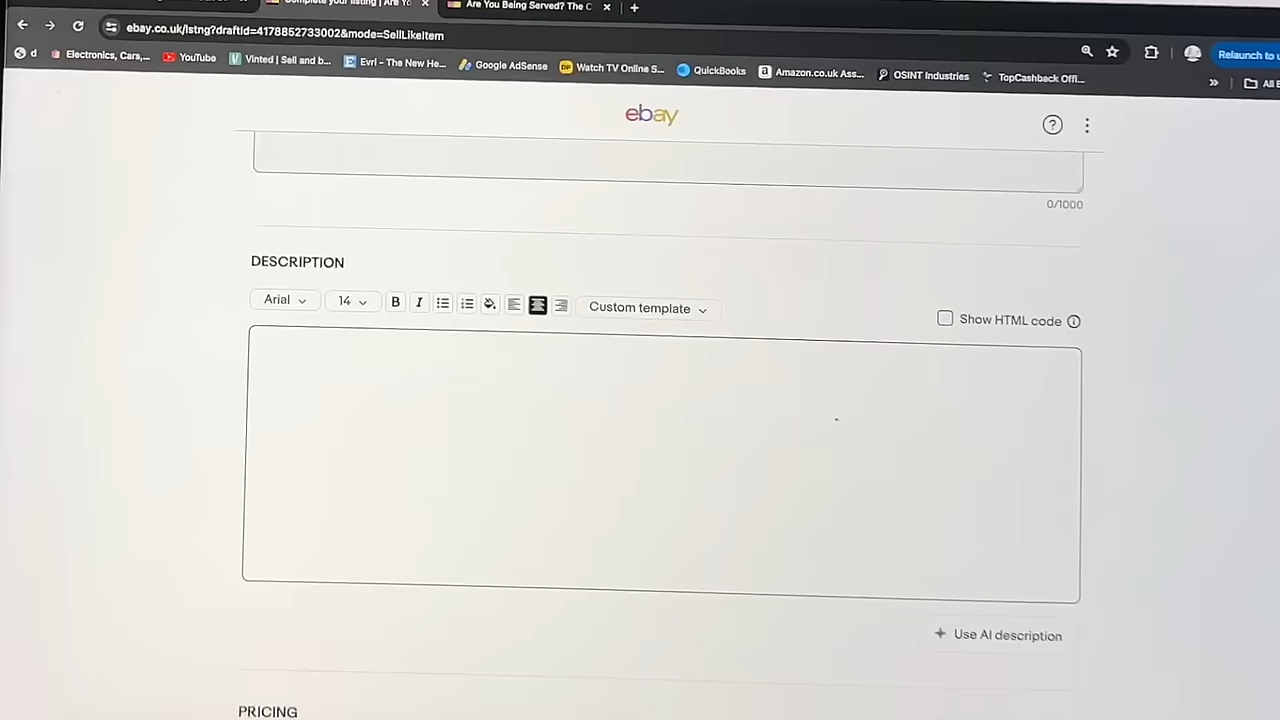 Complete your listing | Are Yo
Are You Being Served? The C
ebay.co.uk/lstng?draftId=4178852733002&mode=SellLikeItem
Relaunch to u
d
Electronics, Cars,...
YouTube
Vinted | Sell and b...
Evri - The New He...
Google AdSense
Watch TV Online S...
QuickBooks
Amazon.co.uk Ass...
OSINT Industries
TopCashback Offi...
»
All B
ebay
0/1000
DESCRIPTION
Arial
14
B
I
Custom template
Show HTML code
Use AI description
PRICING